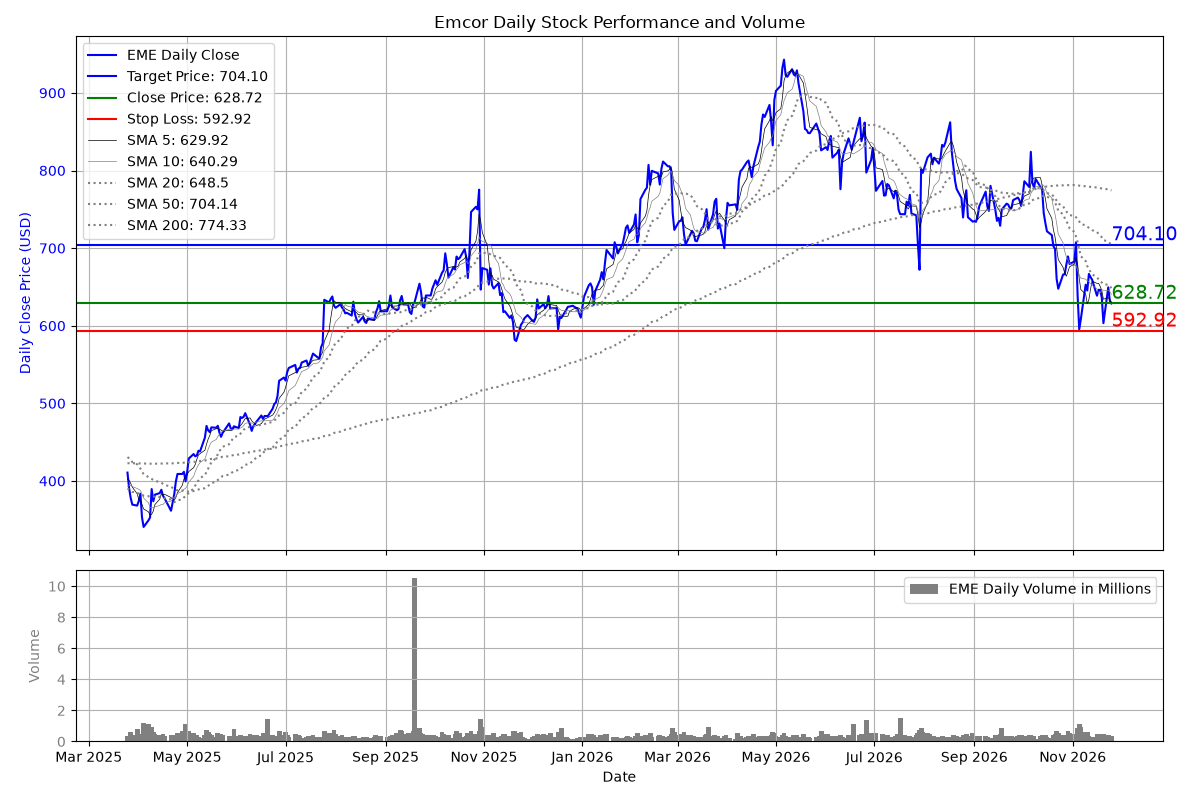 Emcor Daily Stock Performance and Volume
EME Daily Close
Target Price: 704.10
Close Price: 628.72
Stop Loss: 592.92
SMA 5: 629.92
SMA 10: 640.29
SMA 20: 648.5
SMA 50: 704.14
SMA 200: 774.33
Daily Close Price (USD)
900
800
700
600
500
400
704.10
628.72
592.92
EME Daily Volume in Millions
Volume
10
8
6
4
2
0
Mar 2025 May 2025 Jul 2025 Sep 2025 Nov 2025 Jan 2026 Mar 2026 May 2026 Jul 2026 Sep 2026 Nov 2026
Date